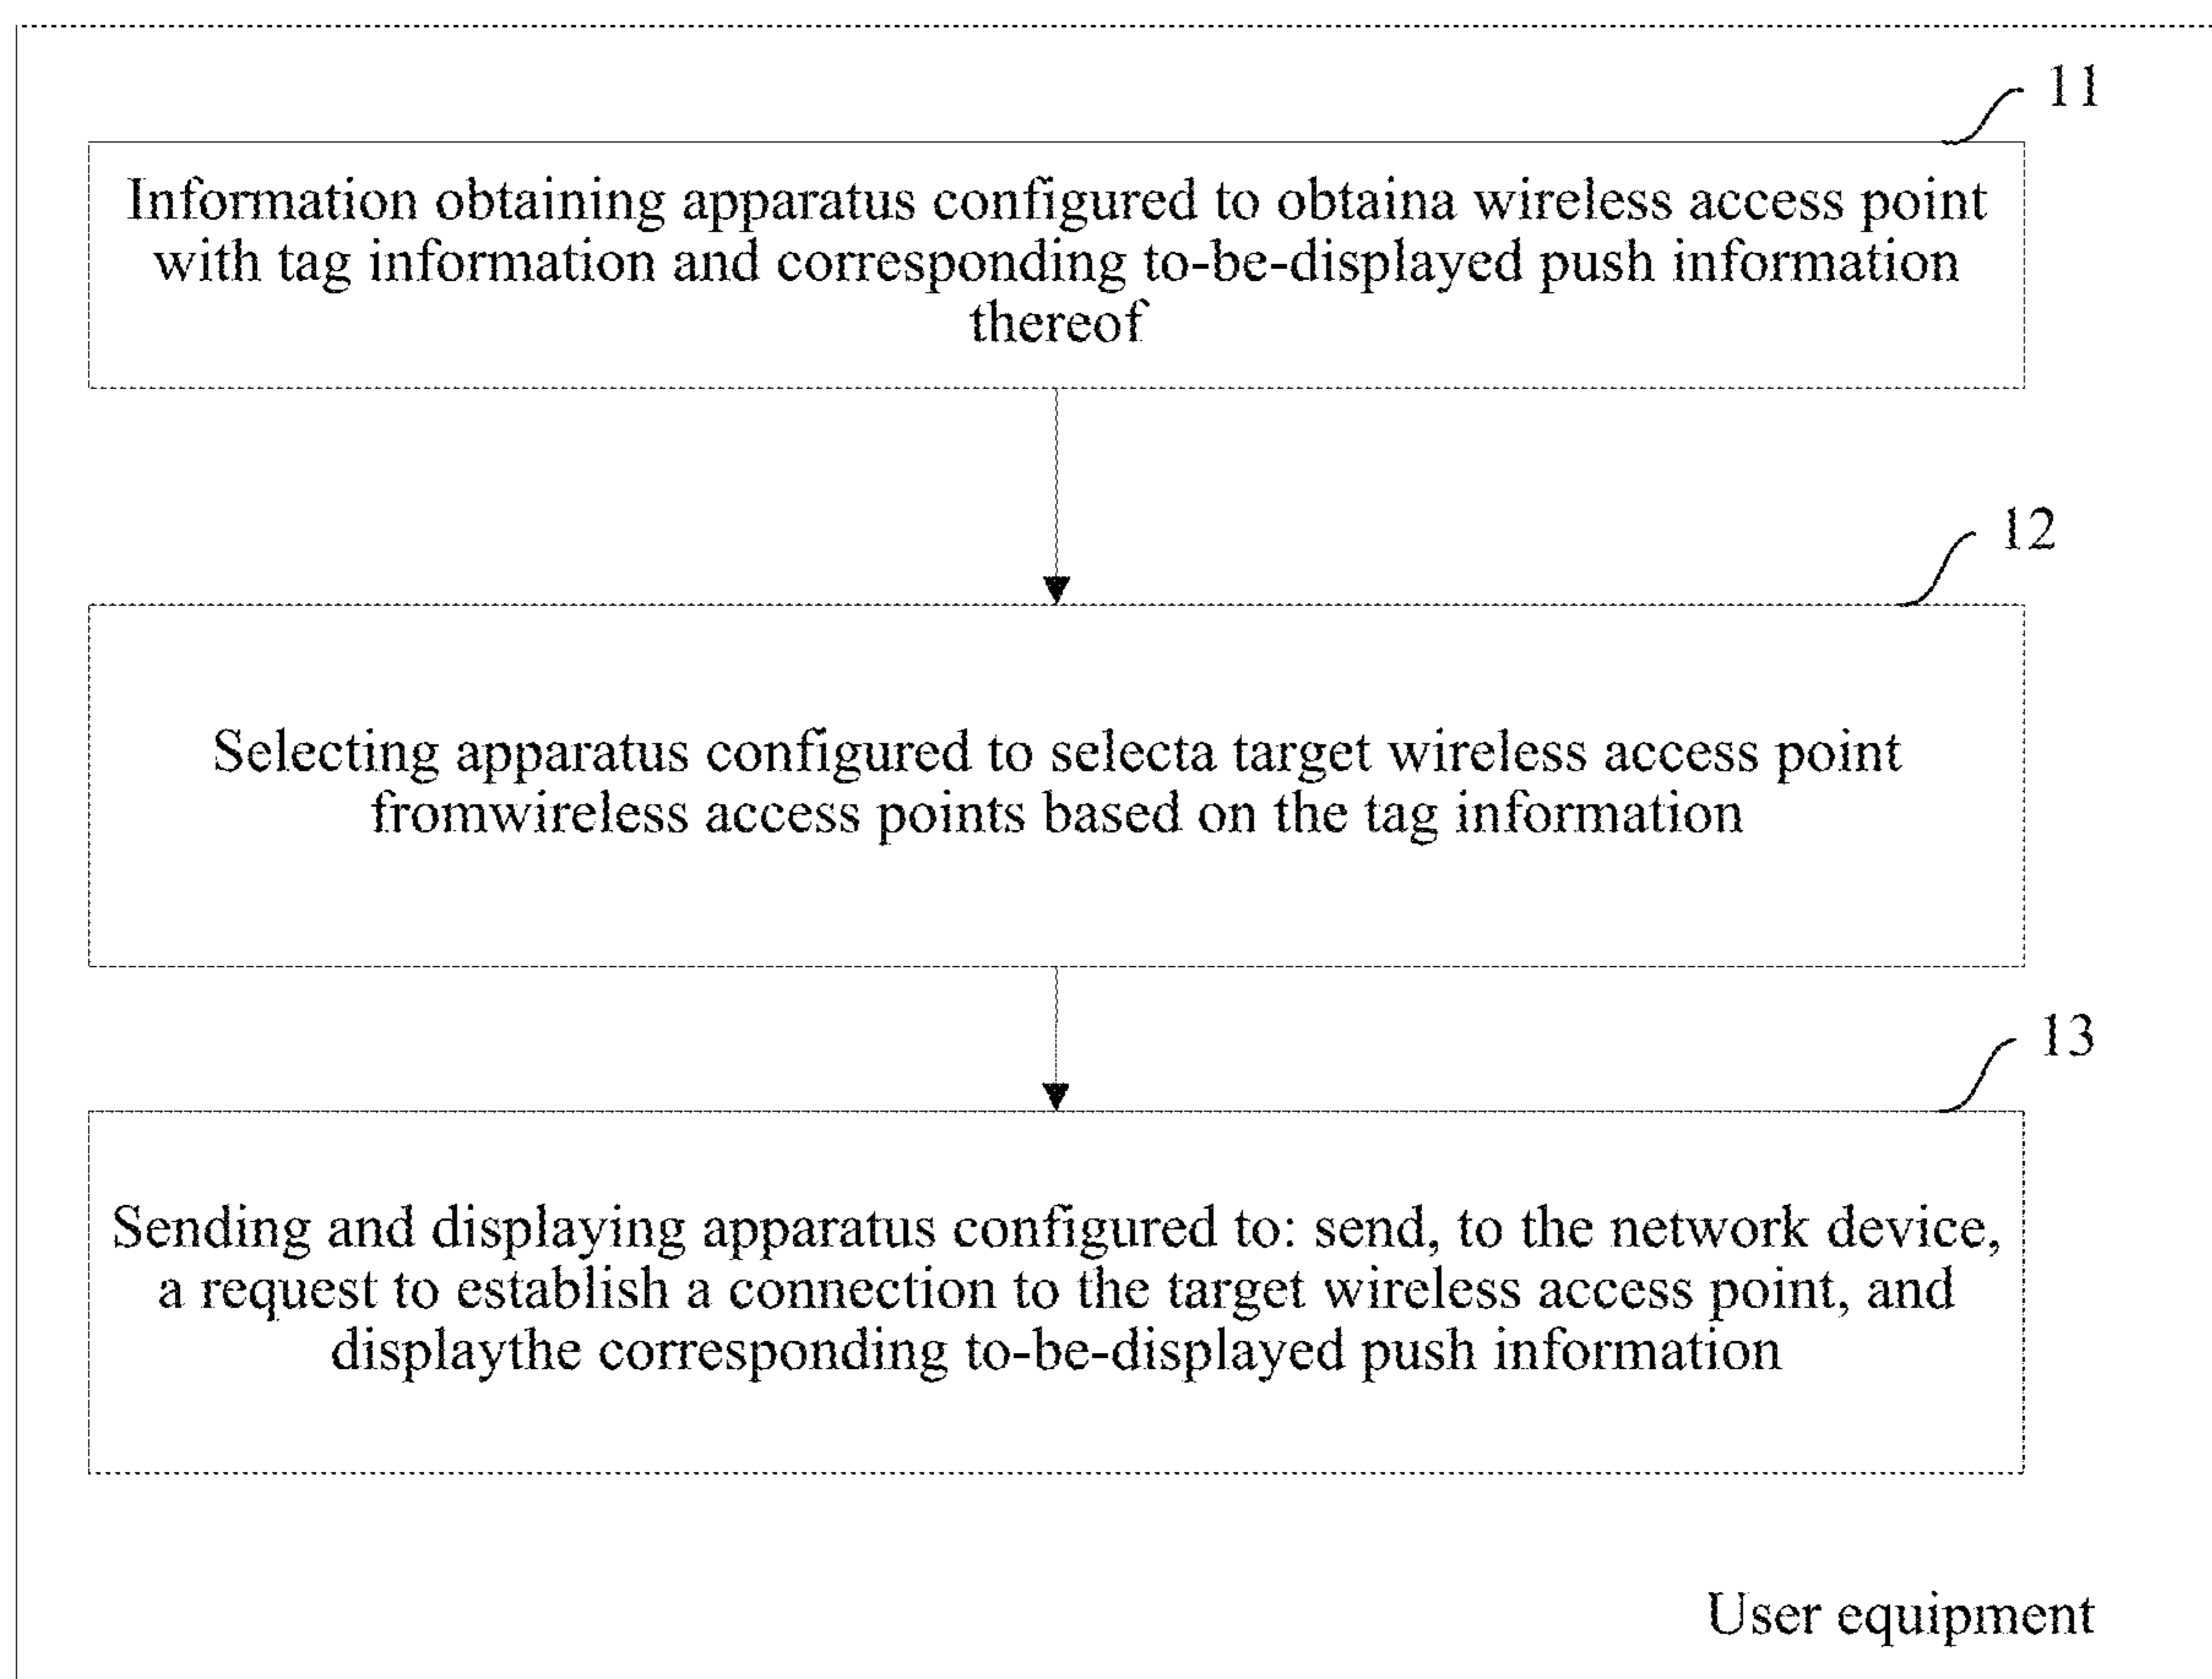 11
Information obtaining apparatus configured to obtaina wireless access point
with tag information and corresponding to-be-displayed push information
thereof
12
Selecting apparatus configured to selecta target wireless access point
fromwireless access points based on the tag information
13
Sending and displaying apparatus configured to: send, to the network device,
a request to establish a connection to the target wireless access point, and
displaythe corresponding to-be-displayed push information
User equipment